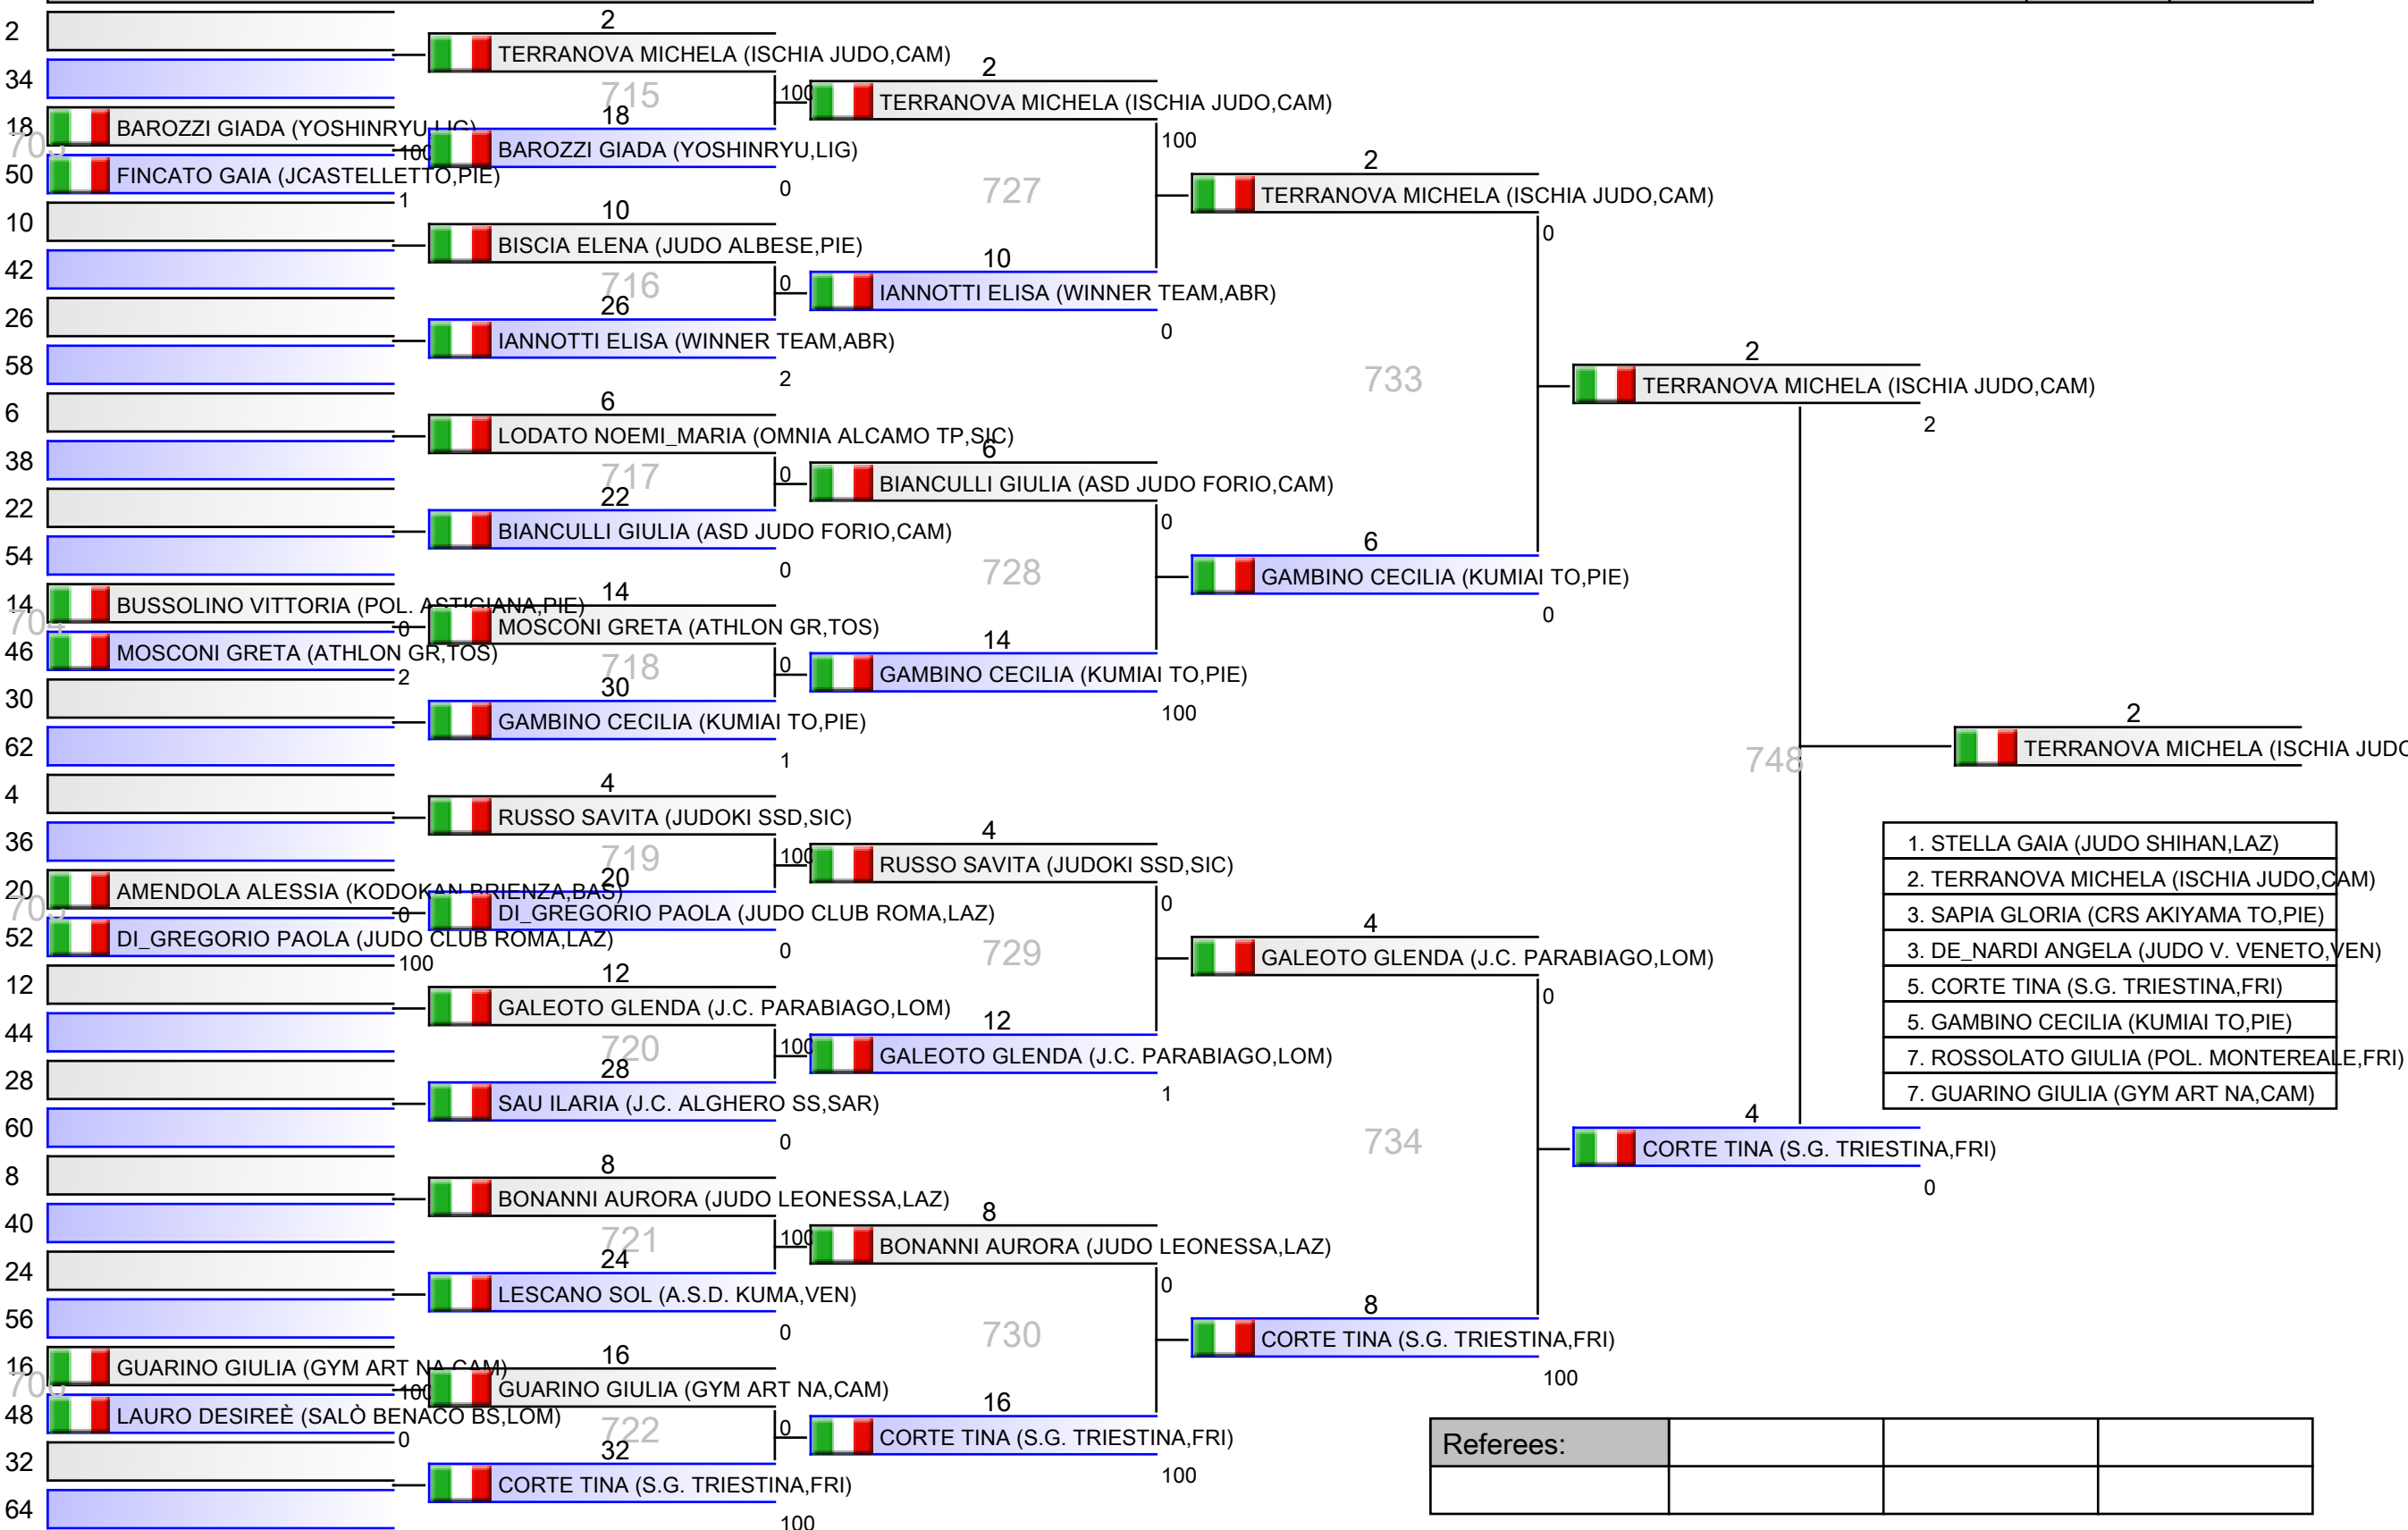 2
34
18
50
10
42
26
58
6
38
22
54
14
46
30
62
4
36
20
52
12
44
28
60
8
40
24
56
16
48
32
64
BAROZZI GIADA (YOSHINRYU,LIG)
100
FINCATO GAIA (JCASTELLETTO,PIE)
1
BUSSOLINO VITTORIA (POL. ASTIGIANA,PIE)
704
0
MOSCONI GRETA (ATHLON GR,TOS)
2
AMENDOLA ALESSIA (KODOKAN BRIENZA,BAS)
0
DI_GREGORIO PAOLA (JUDO CLUB ROMA,LAZ)
100
GUARINO GIULIA (GYM ART NA,CAM)
100
LAURO DESIREÈ (SALÒ BENACO BS,LOM)
0
2
TERRANOVA MICHELA (ISCHIA JUDO,CAM)
715
100
18
BAROZZI GIADA (YOSHINRYU,LIG)
0
10
BISCIA ELENA (JUDO ALBESE,PIE)
716
0
26
IANNOTTI ELISA (WINNER TEAM,ABR)
2
6
LODATO NOEMI_MARIA (OMNIA ALCAMO TP,SIC)
717
0
22
BIANCULLI GIULIA (ASD JUDO FORIO,CAM)
0
14
MOSCONI GRETA (ATHLON GR,TOS)
718
0
30
GAMBINO CECILIA (KUMIAI TO,PIE)
1
4
RUSSO SAVITA (JUDOKI SSD,SIC)
719
100
20
DI_GREGORIO PAOLA (JUDO CLUB ROMA,LAZ)
0
12
GALEOTO GLENDA (J.C. PARABIAGO,LOM)
720
100
28
SAU ILARIA (J.C. ALGHERO SS,SAR)
0
8
BONANNI AURORA (JUDO LEONESSA,LAZ)
721
100
24
LESCANO SOL (A.S.D. KUMA,VEN)
0
16
GUARINO GIULIA (GYM ART NA,CAM)
722
0
32
CORTE TINA (S.G. TRIESTINA,FRI)
100
2
TERRANOVA MICHELA (ISCHIA JUDO,CAM)
100
727
10
IANNOTTI ELISA (WINNER TEAM,ABR)
0
6
BIANCULLI GIULIA (ASD JUDO FORIO,CAM)
0
728
14
GAMBINO CECILIA (KUMIAI TO,PIE)
100
4
RUSSO SAVITA (JUDOKI SSD,SIC)
0
729
12
GALEOTO GLENDA (J.C. PARABIAGO,LOM)
1
8
BONANNI AURORA (JUDO LEONESSA,LAZ)
0
730
16
CORTE TINA (S.G. TRIESTINA,FRI)
100
2
TERRANOVA MICHELA (ISCHIA JUDO,CAM)
0
733
6
GAMBINO CECILIA (KUMIAI TO,PIE)
0
4
GALEOTO GLENDA (J.C. PARABIAGO,LOM)
0
734
8
CORTE TINA (S.G. TRIESTINA,FRI)
100
2
TERRANOVA MICHELA (ISCHIA JUDO,CAM)
2
748
4
CORTE TINA (S.G. TRIESTINA,FRI)
0
2
TERRANOVA MICHELA (ISCHIA JUDO
1. STELLA GAIA (JUDO SHIHAN,LAZ)
2. TERRANOVA MICHELA (ISCHIA JUDO,CAM)
3. SAPIA GLORIA (CRS AKIYAMA TO,PIE)
3. DE_NARDI ANGELA (JUDO V. VENETO,VEN)
5. CORTE TINA (S.G. TRIESTINA,FRI)
5. GAMBINO CECILIA (KUMIAI TO,PIE)
7. ROSSOLATO GIULIA (POL. MONTEREALE,FRI)
7. GUARINO GIULIA (GYM ART NA,CAM)
Referees: